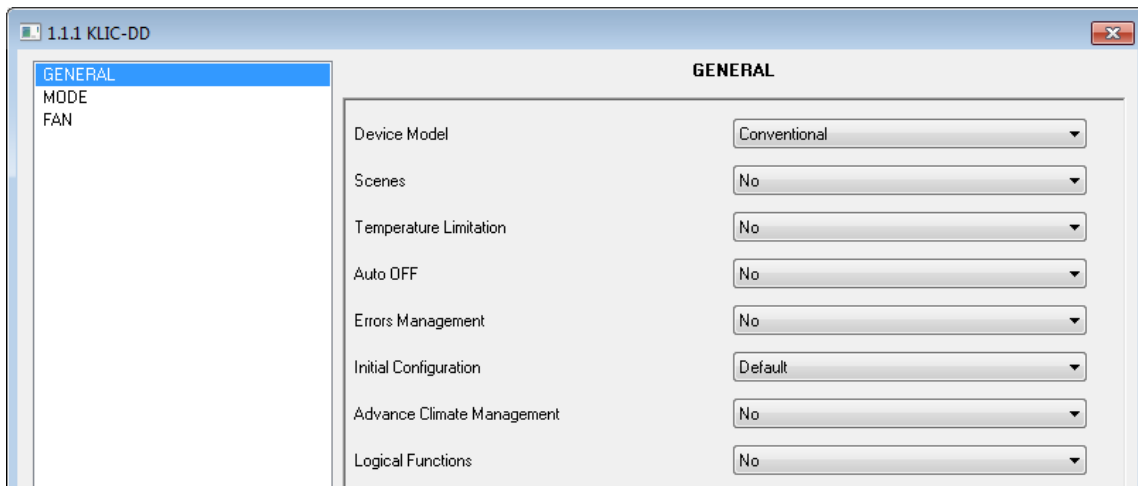 1.1.1 KLIC-DD
GENERAL
MODE
FAN
GENERAL
Device Model Conventional
Scenes No
Temperature Limitation No
Auto OFF No
Errors Management No
Initial Configuration Default
Advance Climate Management No
Logical Functions No